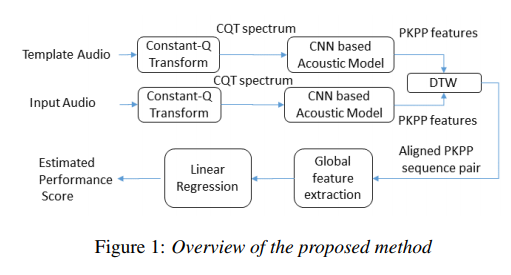 CQT spectrum
PKPP features
Template Audio
Constant-Q
Transform
CNN based
Acoustic Model
CQT spectrum
DTW
Input Audio
Constant-Q
Transform
CNN based
Acoustic Model
PKPP features
Aligned PKPP
sequence pair
Global
feature
extraction
Linear
Regression
Estimated
Performance
Score
Figure 1: Overview of the proposed method